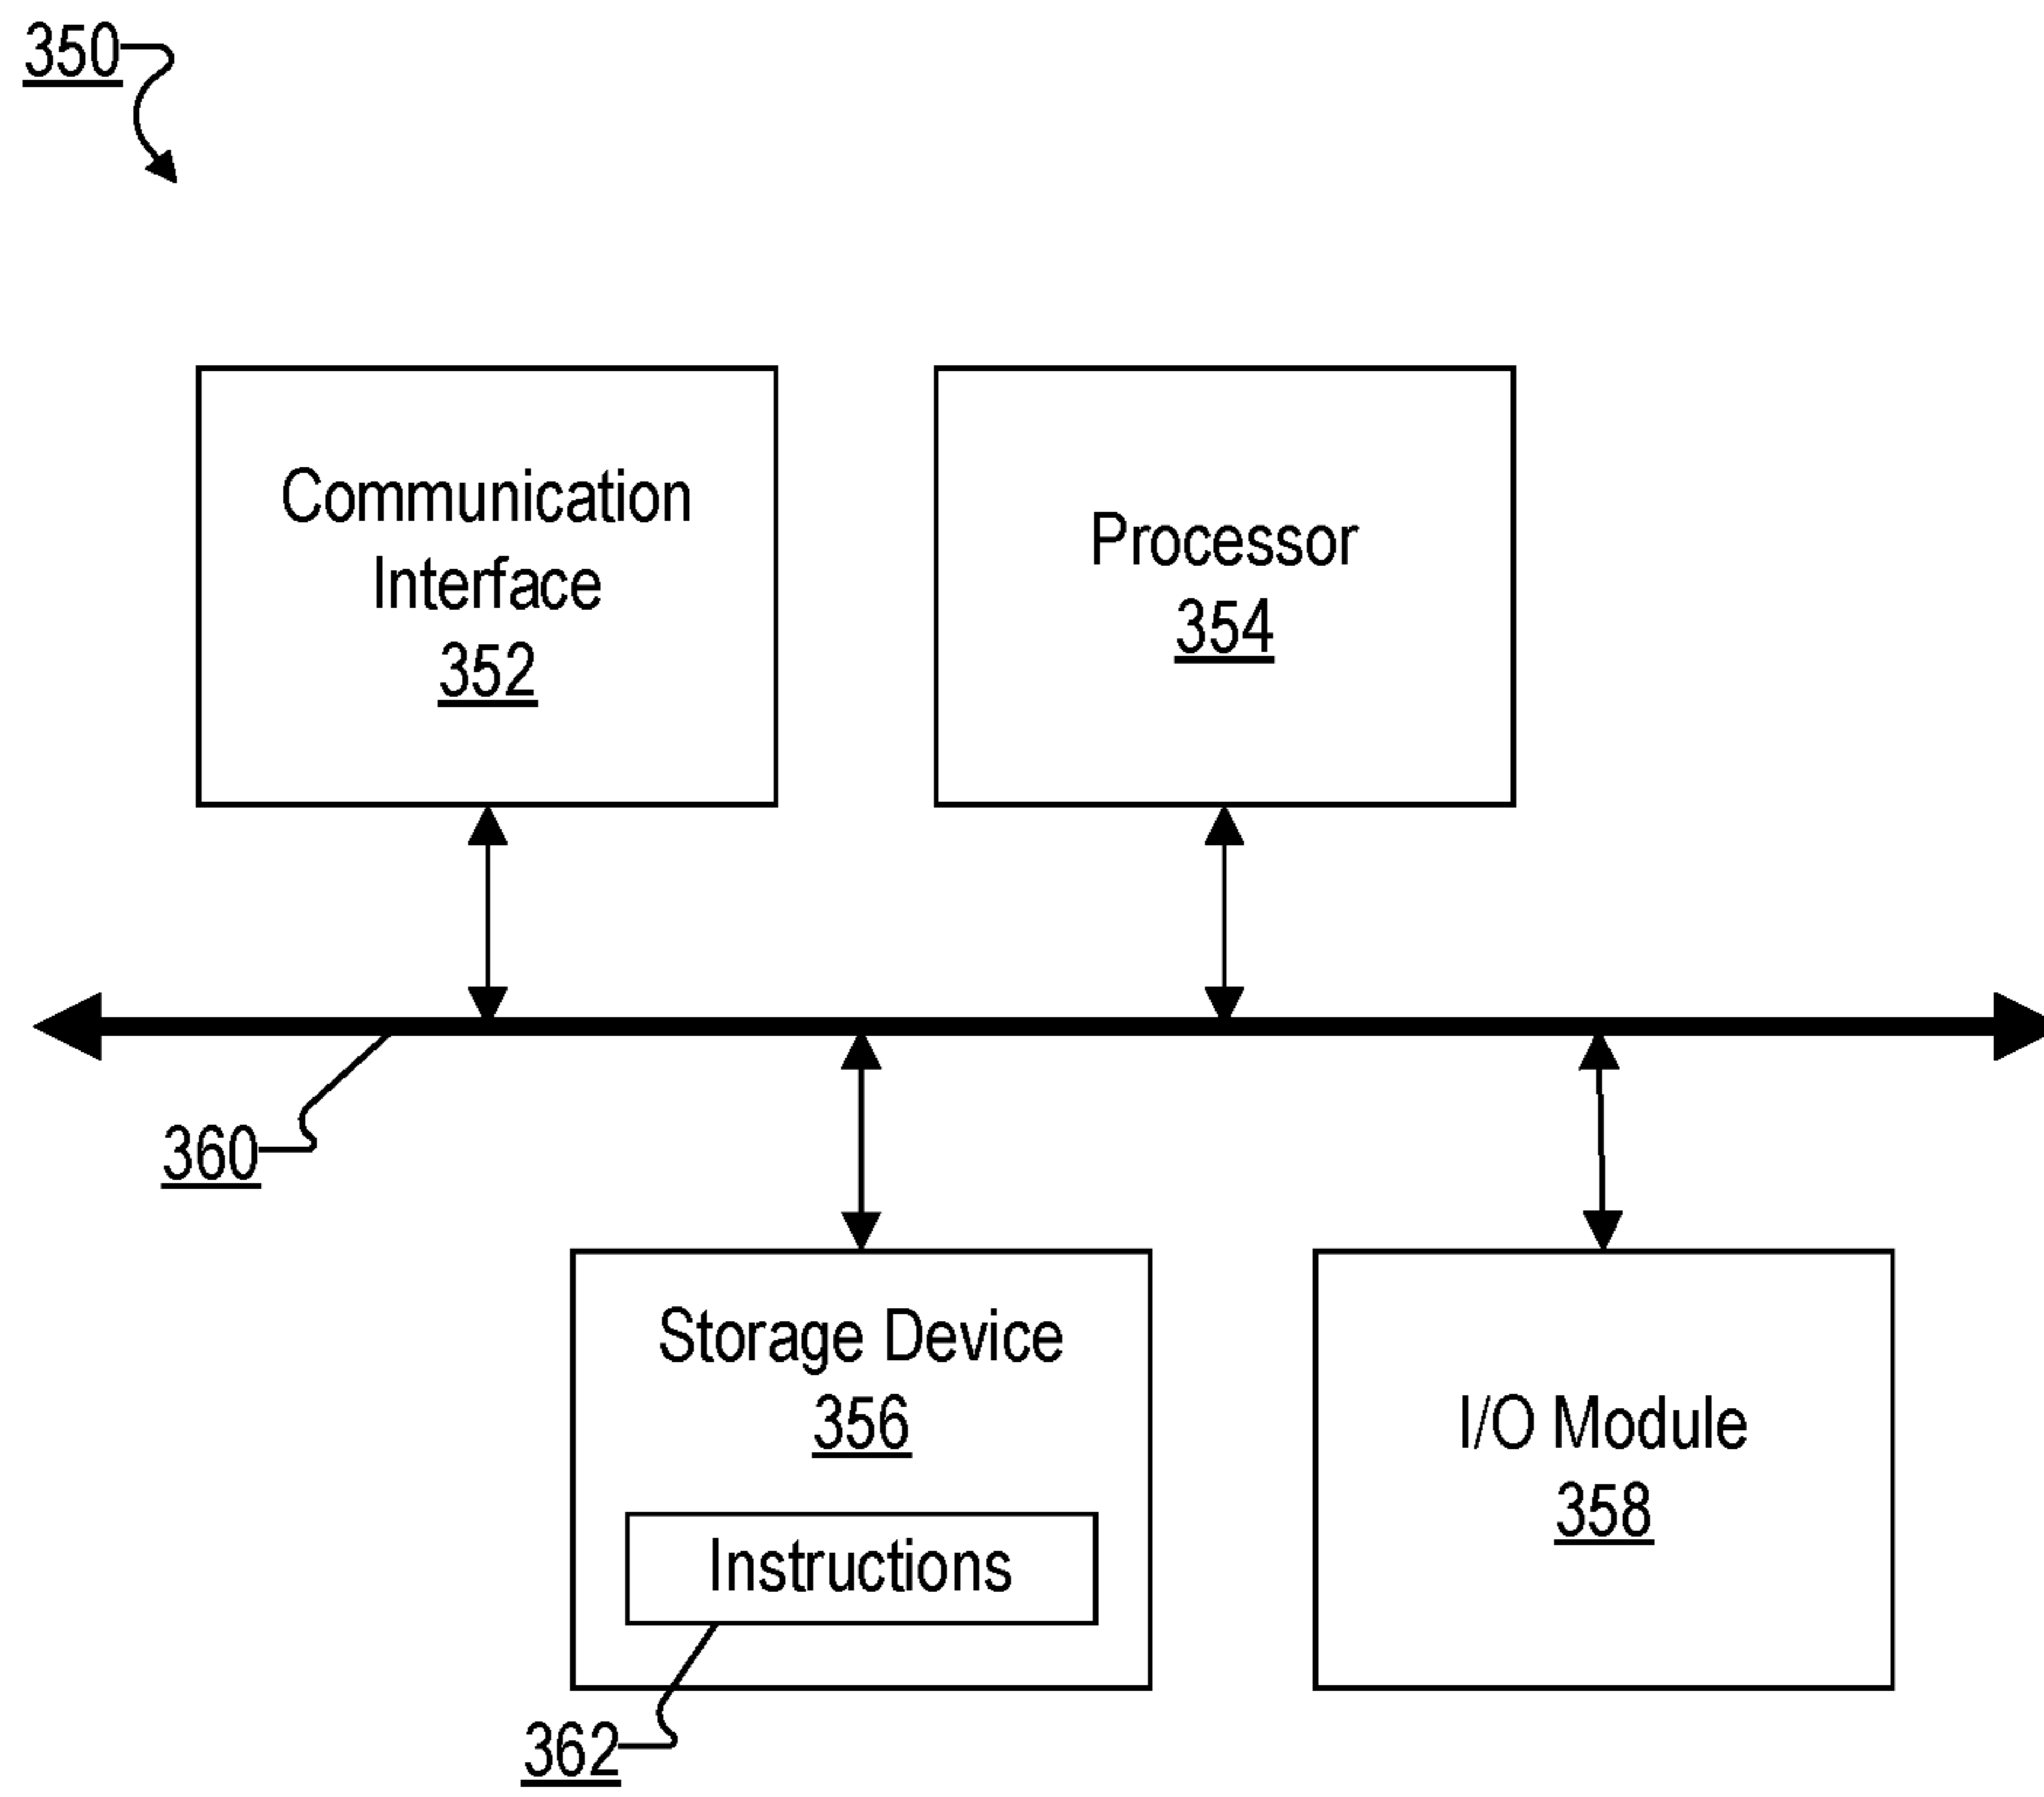 350
Communication
Interface
352
Processor
354
360
Storage Device
356
Instructions
362
I/O Module
358